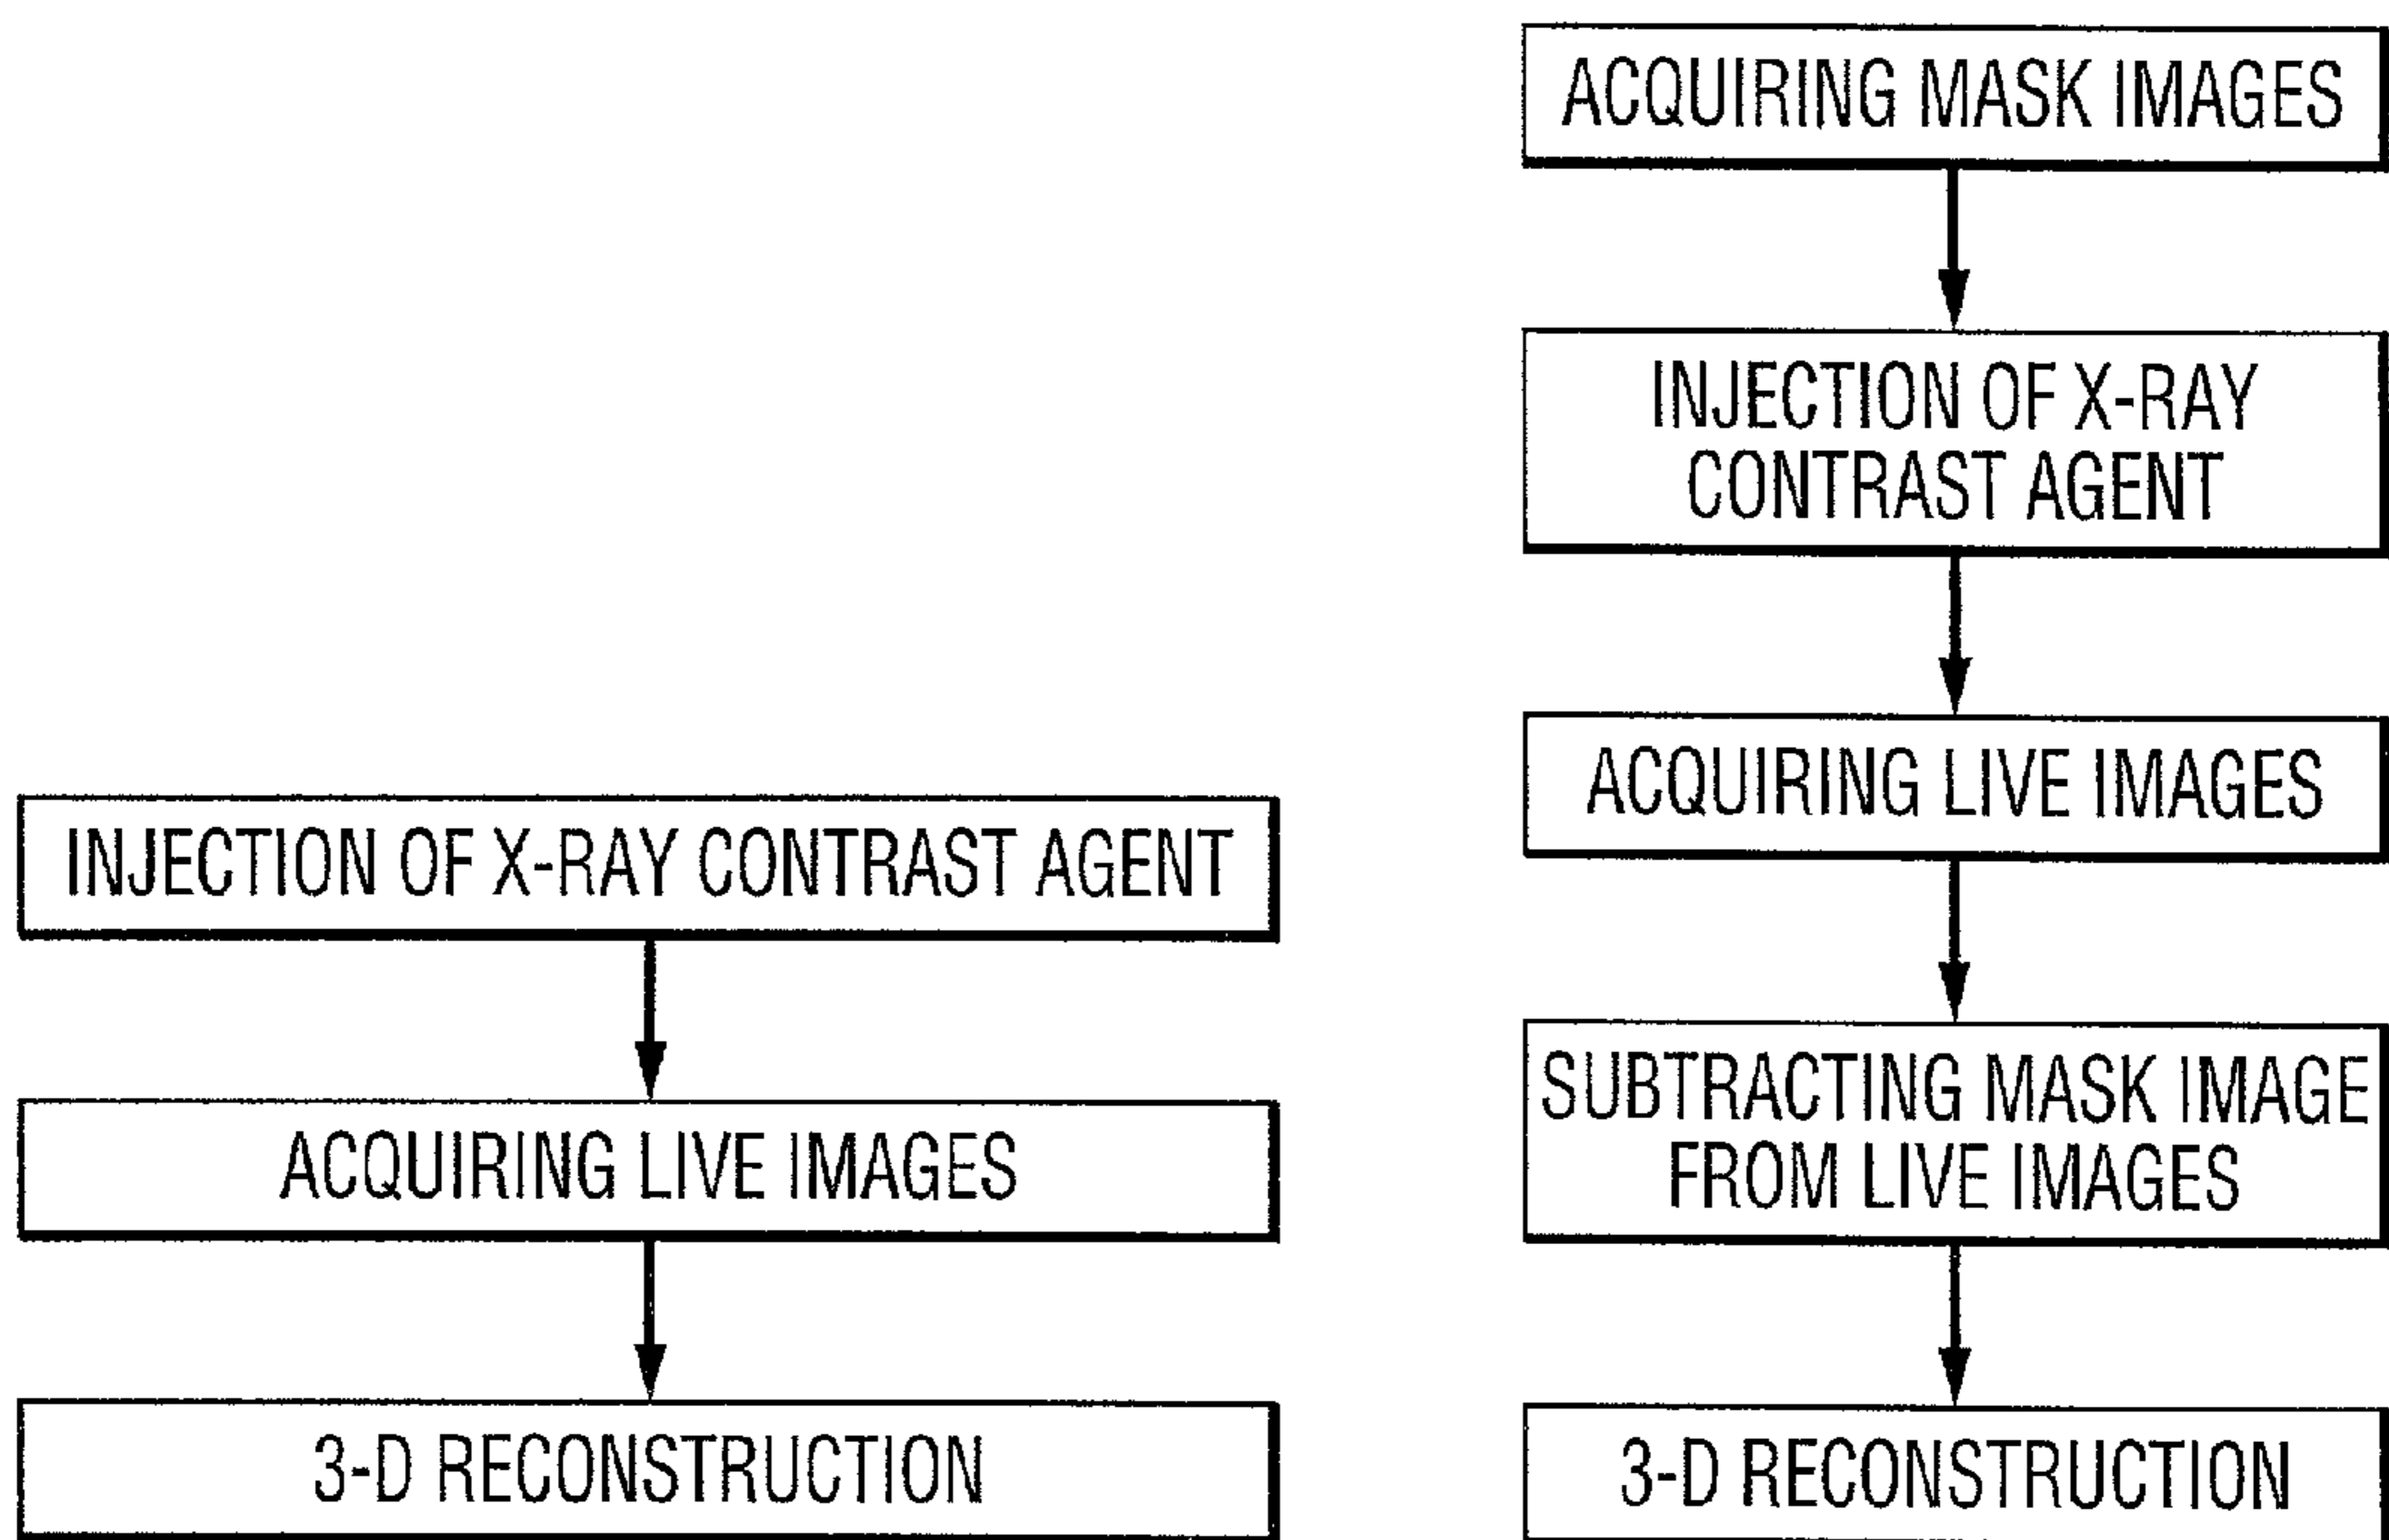 INJECTION OF X-RAY CONTRAST AGENT
ACQUIRING LIVE IMAGES
3-D RECONSTRUCTION
ACQUIRING MASK IMAGES
INJECTION OF X-RAY
CONTRAST AGENT
ACQUIRING LIVE IMAGES
SUBTRACTING MASK IMAGE
FROM LIVE IMAGES
3-D RECONSTRUCTION